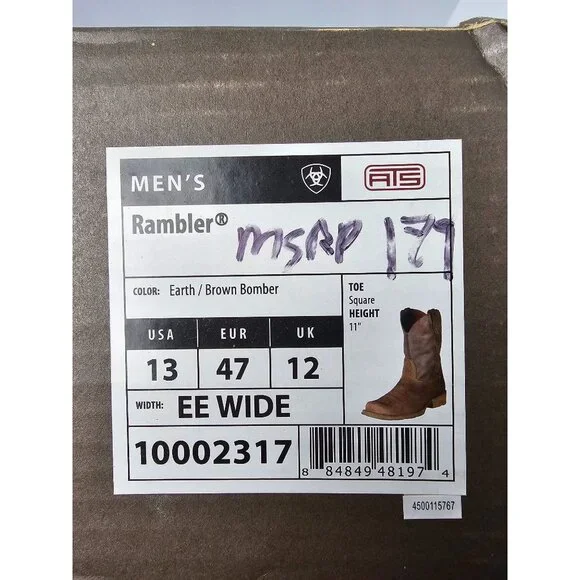 MEN'S
ATS
Rambler®
MSRP 179
COLOR: Earth / Brown Bomber
TOE
Square
HEIGHT
11"
USA EUR UK
13 47 12
WIDTH: EE WIDE
10002317
8 84849 48197 4
4500115767